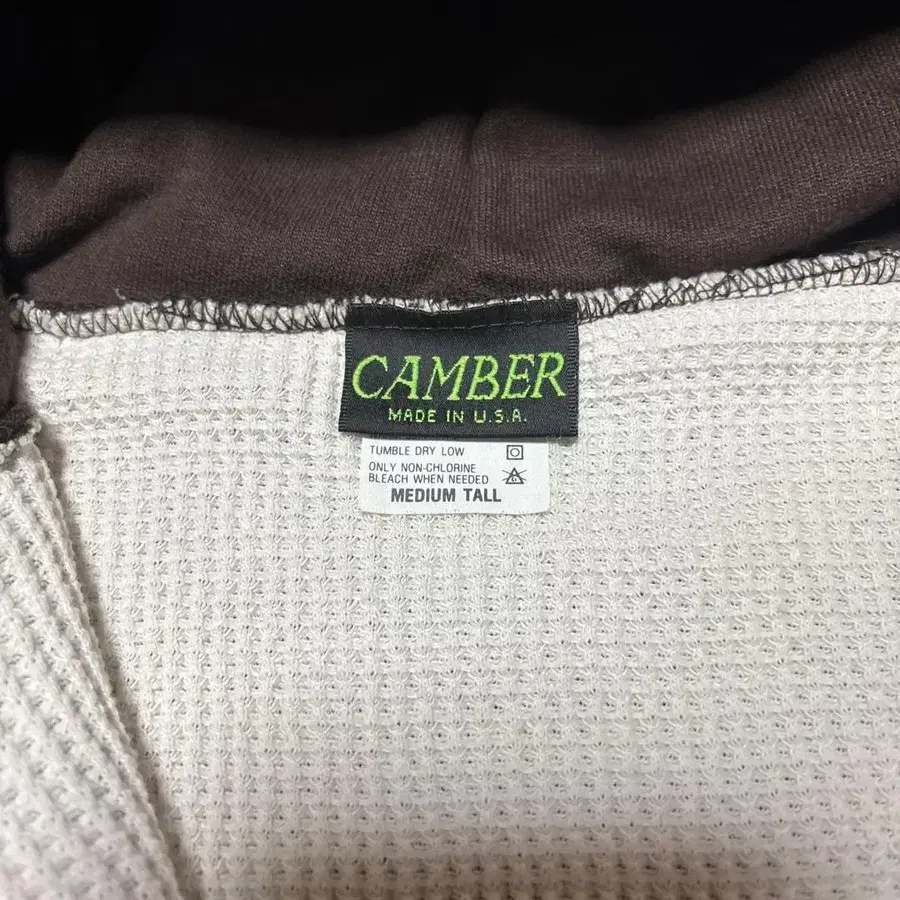 CAMBER
MADE IN U.S.A.
TUMBLE DRY LOW
ONLY NON-CHLORINE
BLEACH WHEN NEEDED
MEDIUM TALL